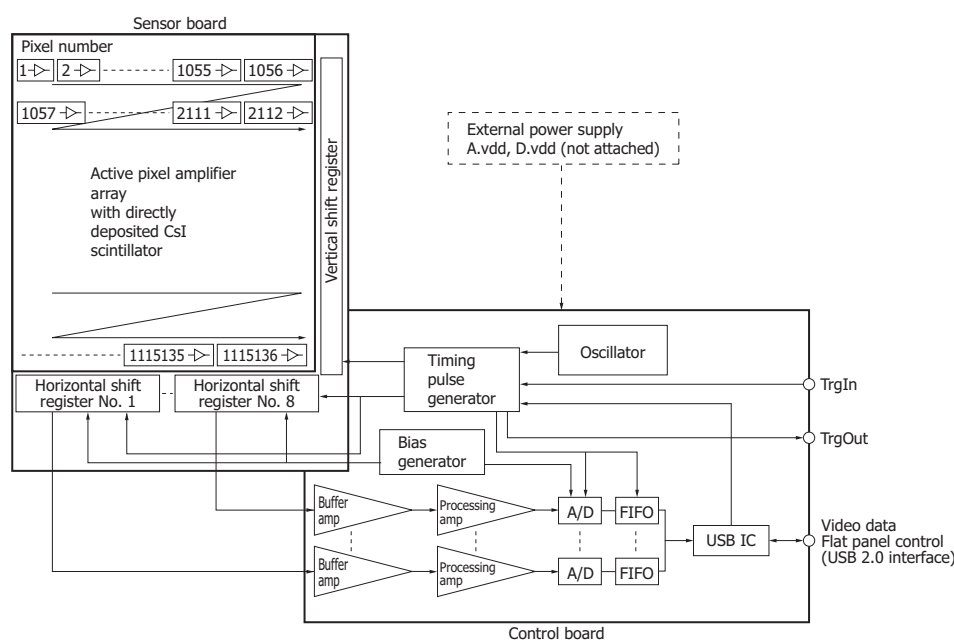 Sensor board
Pixel number
1 2 1055 1056
1057 2111 2112
Active pixel amplifier
array
with directly
deposited CsI
scintillator
1115135 1115136
Vertical shift register
External power supply
A.vdd, D.vdd (not attached)
Horizontal shift
register No. 1
Horizontal shift
register No. 8
Timing
pulse
generator
Oscillator
TrgIn
TrgOut
Bias
generator
Buffer
amp
Processing
amp
A/D
FIFO
USB IC
Video data
Flat panel control
(USB 2.0 interface)
Buffer
amp
Processing
amp
A/D
FIFO
Control board